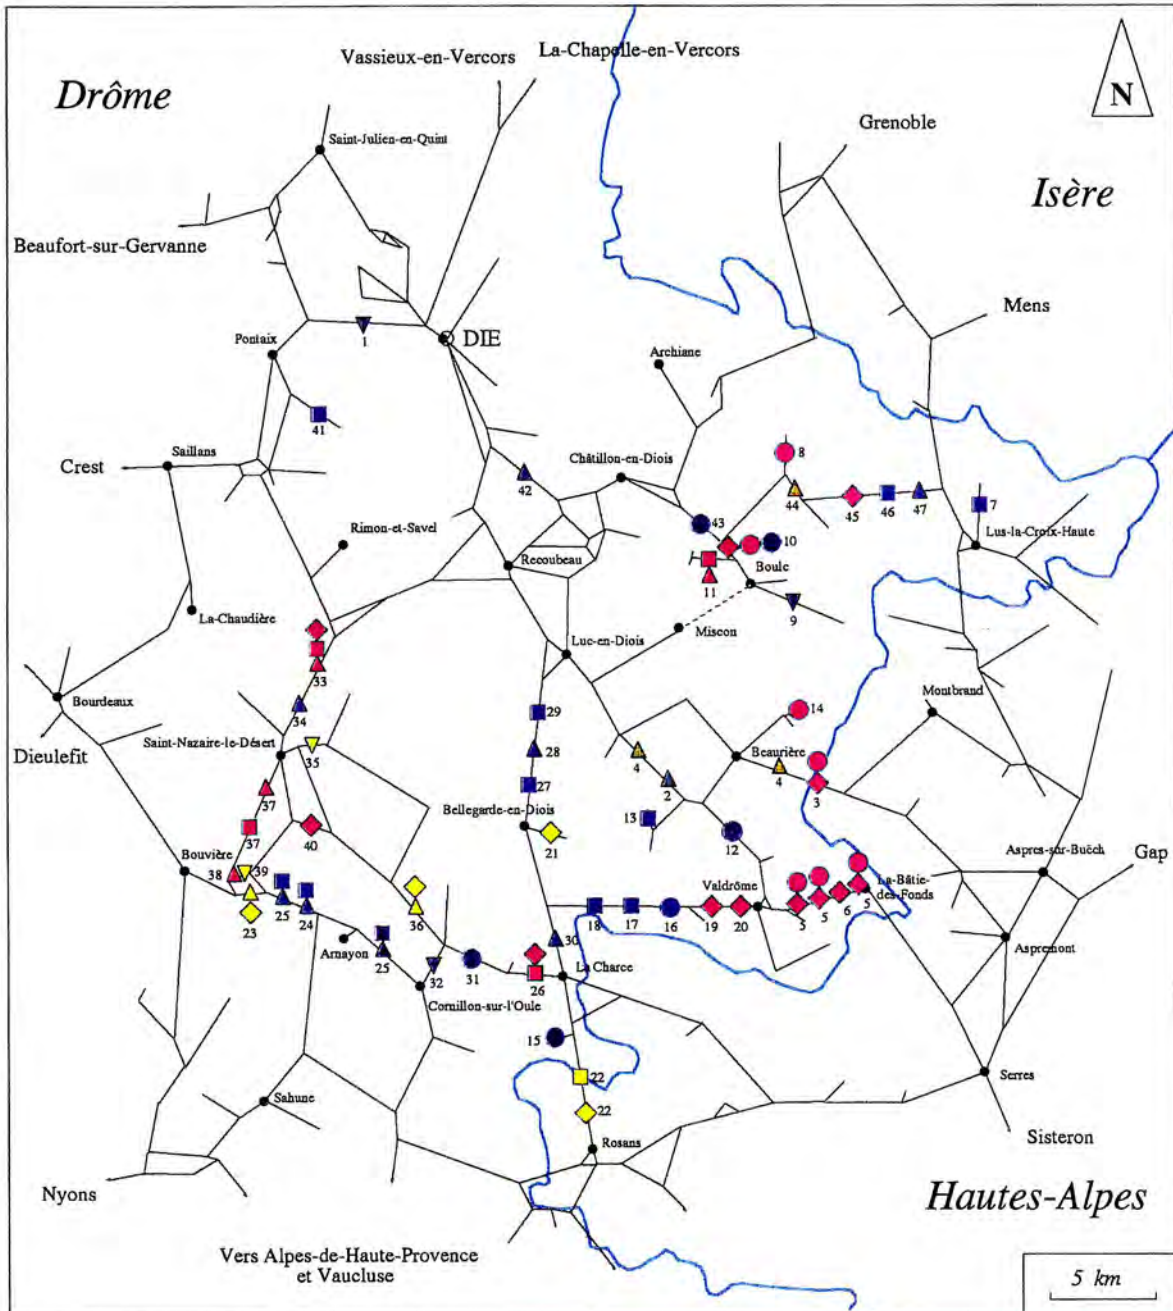 La-Chapelle-en-Vercors
Vassieux-en-Vercors
Drôme
N
Grenoble
Saint-Julien-en-Quint
Isère
Beaufort-sur-Gervanne
Mens
1
DIE
Pontaix
Archiane
41
Saillans
Crest
Châtillon-en-Diois
8
42
44
45
46
47
7
43
Lus-la-Croix-Haute
Rimon-et-Savel
10
Recoubeau
Boule
11
La-Chaudière
9
Miscon
Luc-en-Diois
33
Bourdeaux
34
29
14
Montbrand
Dieulefit
Saint-Nazaire-le-Désert
35
28
4
Beaurière
4
2
3
37
27
13
Bellegarde-en-Diois
37
40
21
12
Bouvière
38
39
Aspres-sur-Buëch
Gap
Valdrôme
La-Bâtie-
des-Fonds
25
24
23
36
18
17
16
19
20
5
5
6
5
Arnayon
25
30
Aspremont
32
31
26
La Charce
Cornillon-sur-l'Oule
15
22
Serres
Sahune
22
Rosans
Sisteron
Nyons
Hautes-Alpes
Vers Alpes-de-Haute-Provence
et Vaucluse
5 km